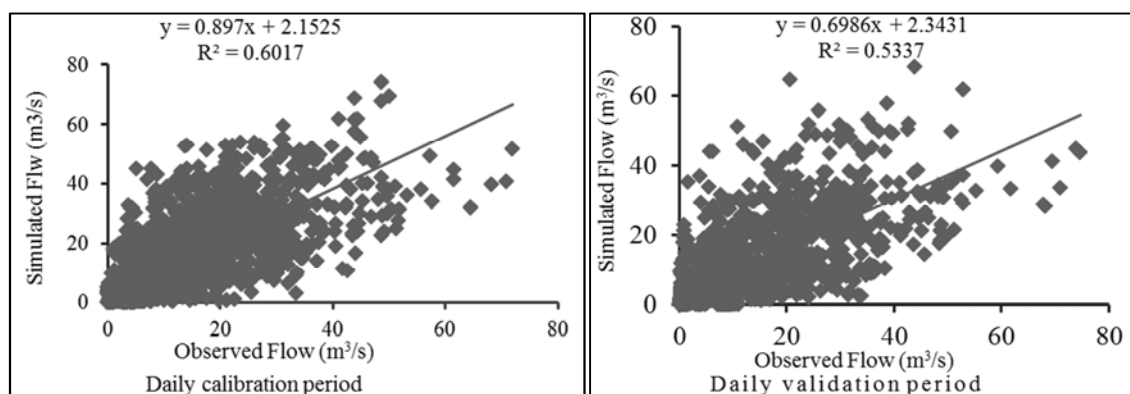 y = 0.897x + 2.1525
R² = 0.6017
80
60
40
20
0
Simulated Flw (m3/s)
0 20 40 60 80
Observed Flow (m³/s)
Daily calibration period
y = 0.6986x + 2.3431
R² = 0.5337
80
60
40
20
0
Simulated Flow (m³/s)
0 20 40 60 80
Observed Flow (m³/s)
Daily validation period